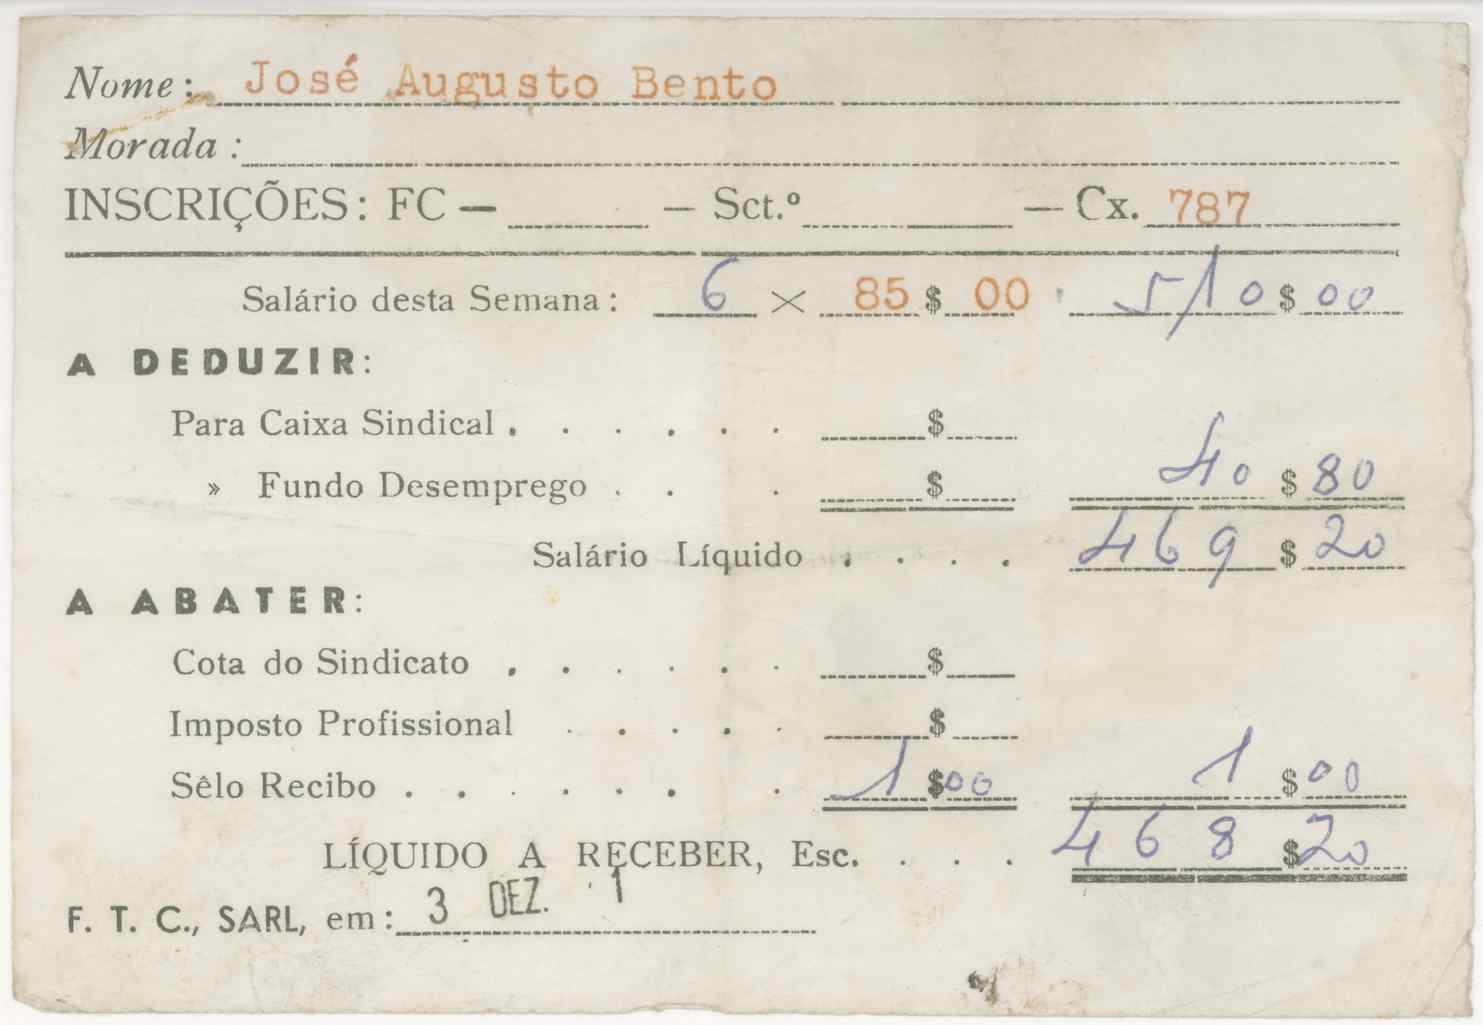 Nome: José Augusto Bento
Morada:
INSCRIÇÕES: FC — — Sct.º — Cx. 787
Salário desta Semana: 6 × 85 $ 00 510 $ 00
A DEDUZIR:
Para Caixa Sindical . . . . . . $
» Fundo Desemprego . . . $ 40 $ 80
Salário Líquido . . . . 469 $ 20
A ABATER:
Cota do Sindicato . . . . . . $
Imposto Profissional . . . . . $
Sêlo Recibo . . . . . . . 1 $ 00 1 $ 00
LÍQUIDO A RECEBER, Esc. . . . 468 $ 20
F. T. C., SARL, em: 3 DEZ. 1